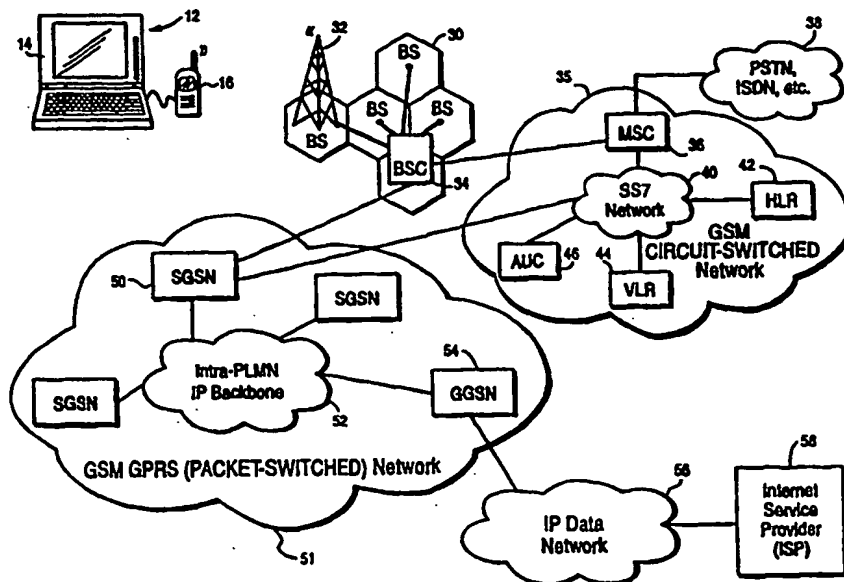 12
14
16
32
30
BS
BS
BS
BS
BSC
34
38
PSTN,
ISDN, etc.
35
MSC
36
40
42
SS7
Network
HLR
GSM
CIRCUIT-SWITCHED
Network
AUC
46
44
VLR
50
SGSN
SGSN
SGSN
Intra-PLMN
IP Backbone
52
54
GGSN
GSM GPRS (PACKET-SWITCHED) Network
51
56
IP Data
Network
58
Internet
Service
Provider
(ISP)